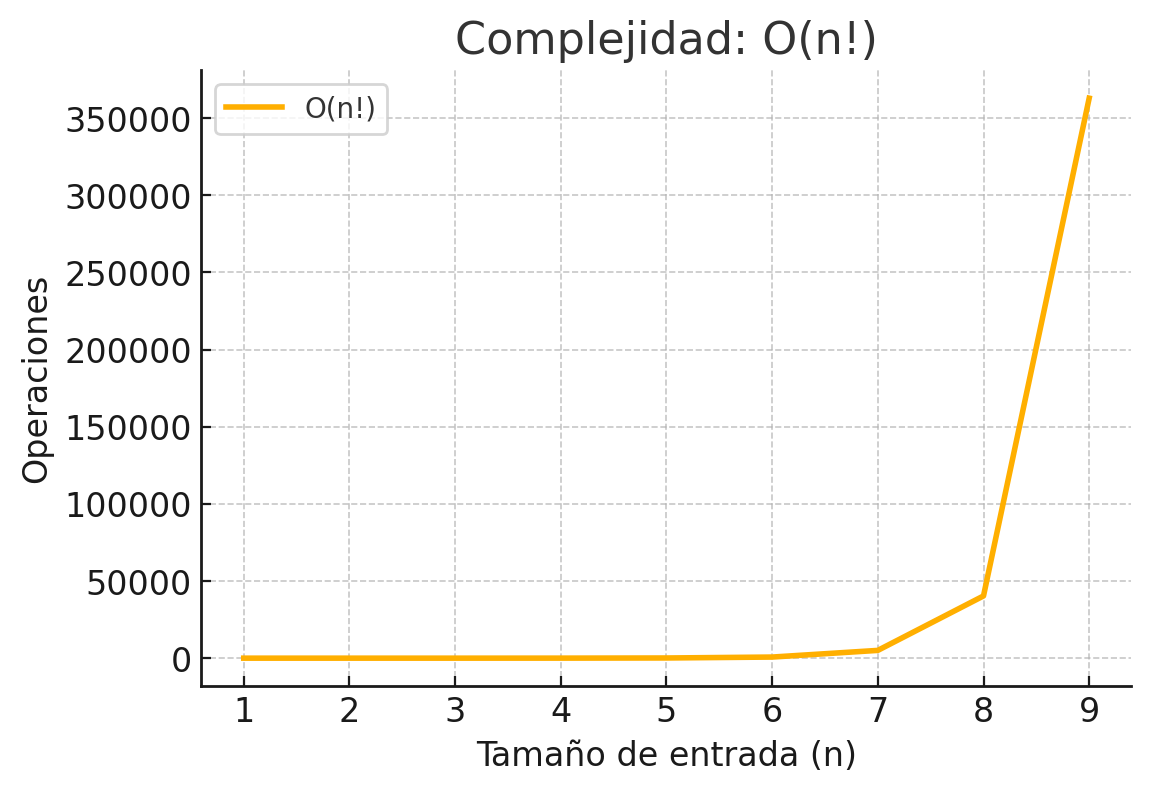 Complejidad: O(n!)
O(n!)
350000
300000
250000
200000
150000
100000
50000
0
Operaciones
1 2 3 4 5 6 7 8 9
Tamaño de entrada (n)